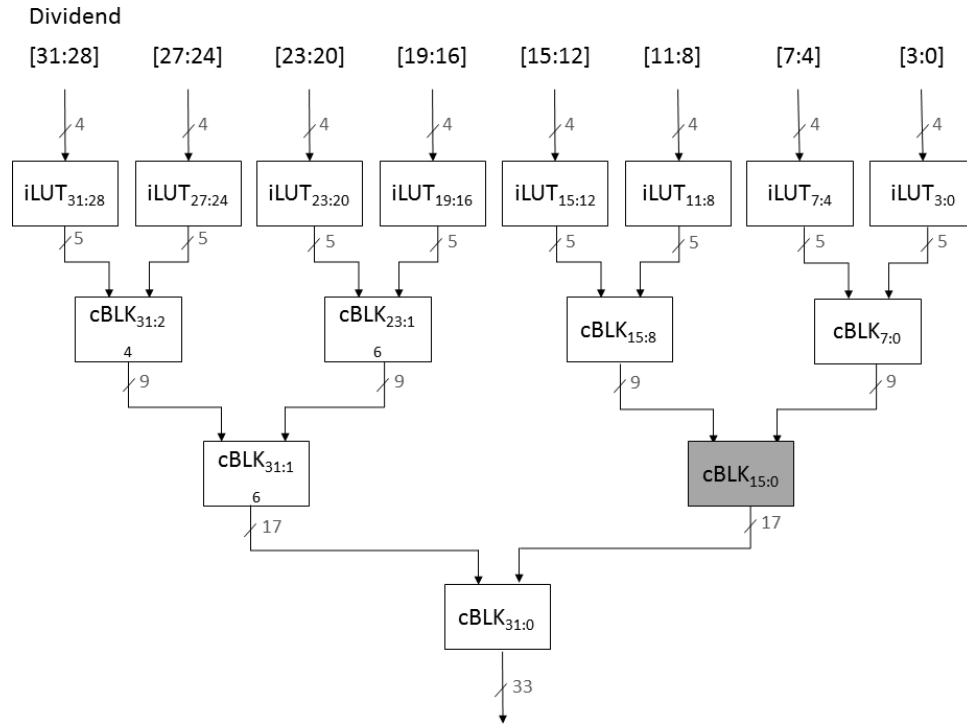 Dividend
[31:28] [27:24] [23:20] [19:16] [15:12] [11:8] [7:4] [3:0]
4 4 4 4 4 4 4 4
iLUT31:28 iLUT27:24 iLUT23:20 iLUT19:16 iLUT15:12 iLUT11:8 iLUT7:4 iLUT3:0
5 5 5 5 5 5 5 5
cBLK31:2 cBLK23:1 cBLK15:8 cBLK7:0
4 6
9 9 9 9
cBLK31:1 cBLK15:0
6
17 17
cBLK31:0
33